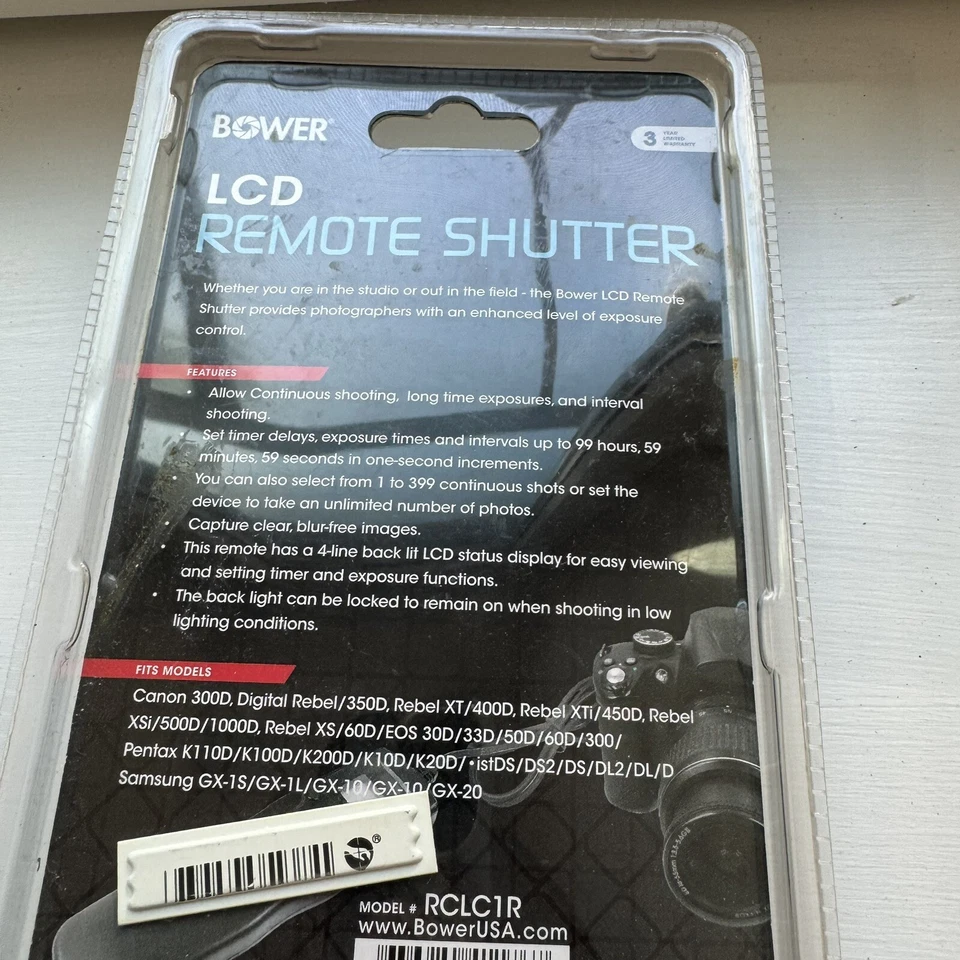 BOWER®
3 YEAR
LIMITED
WARRANTY
LCD
REMOTE SHUTTER
Whether you are in the studio or out in the field - the Bower LCD Remote
Shutter provides photographers with an enhanced level of exposure
control.
FEATURES
• Allow Continuous shooting, long time exposures, and interval
shooting.
• Set timer delays, exposure times and intervals up to 99 hours, 59
minutes, 59 seconds in one-second increments.
• You can also select from 1 to 399 continuous shots or set the
device to take an unlimited number of photos.
• Capture clear, blur-free images.
• This remote has a 4-line back lit LCD status display for easy viewing
and setting timer and exposure functions.
• The back light can be locked to remain on when shooting in low
lighting conditions.
FITS MODELS
Canon 300D, Digital Rebel/350D, Rebel XT/400D, Rebel XTi/450D, Rebel
XSi/500D/1000D, Rebel XS/60D/EOS 30D/33D/50D/60D/300/
Pentax K110D/K100D/K200D/K10D/K20D/•istDS/DS2/DS/DL2/DL/D
Samsung GX-1S/GX-1L/GX-10/GX-10/GX-20
®
MODEL # RCLC1R
www.BowerUSA.com